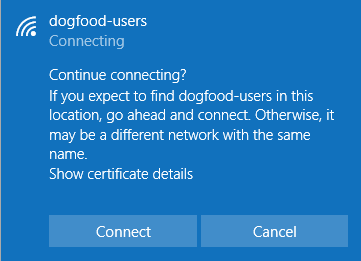 dogfood-users
Connecting
Continue connecting?
If you expect to find dogfood-users in this
location, go ahead and connect. Otherwise, it
may be a different network with the same
name.
Show certificate details
Connect
Cancel